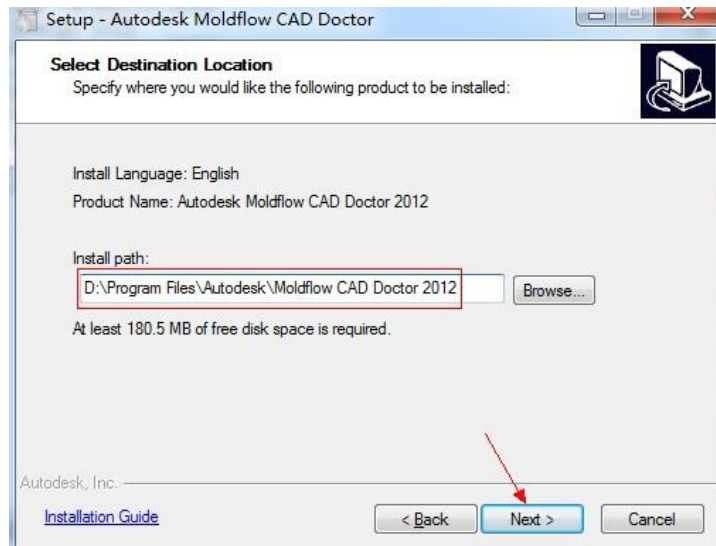 Setup - Autodesk Moldflow CAD Doctor
Select Destination Location
Specify where you would like the following product to be installed:
Install Language: English
Product Name: Autodesk Moldflow CAD Doctor 2012
Install path:
D:\Program Files\Autodesk\Moldflow CAD Doctor 2012
Browse...
At least 180.5 MB of free disk space is required.
Autodesk, Inc.
Installation Guide
< Back
Next >
Cancel